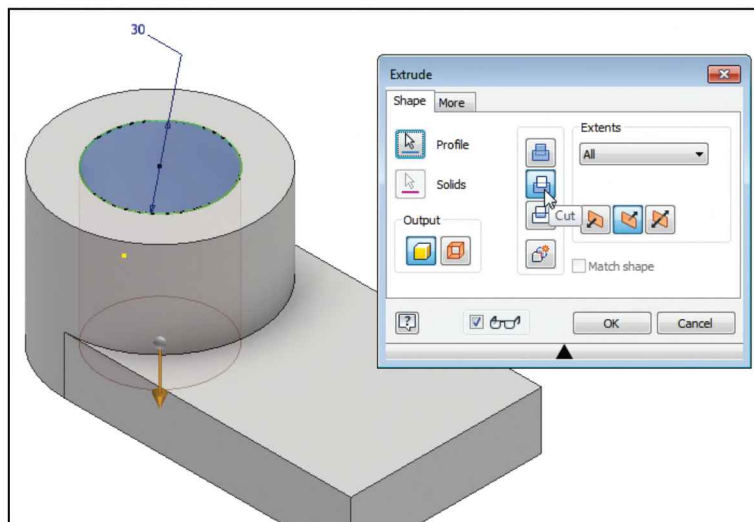 30
Extrude
Shape More
Profile
Solids
Output
Extents
All
Cut
Match shape
?
OK Cancel